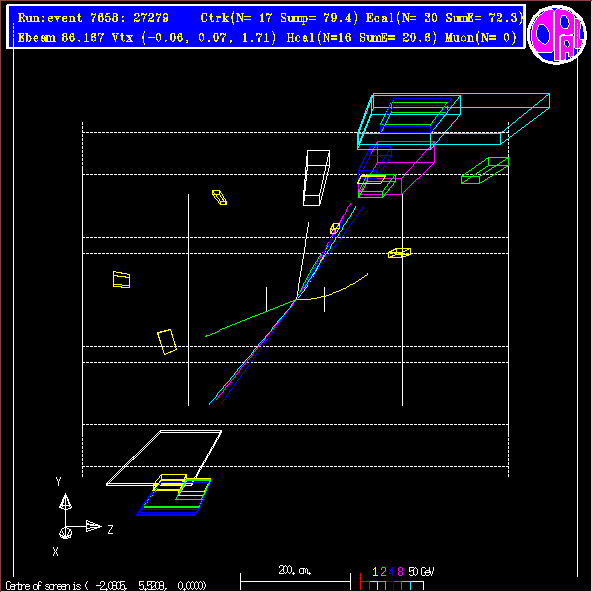 Run:event 7658: 27279 Ctrk(N= 17 Sump= 79.4) Ecal(N= 30 SumE= 72.3)
Ebeam 86.167 Vtx (-0.06, 0.07, 1.71) Hcal(N=16 SumE= 20.6) Muon(N= 0)
OPAL
Y
Z
X
200. cm.
1 2 4 8 50 GeV
Centre of screen is ( -2.0805, 5.5209, 0.0000)